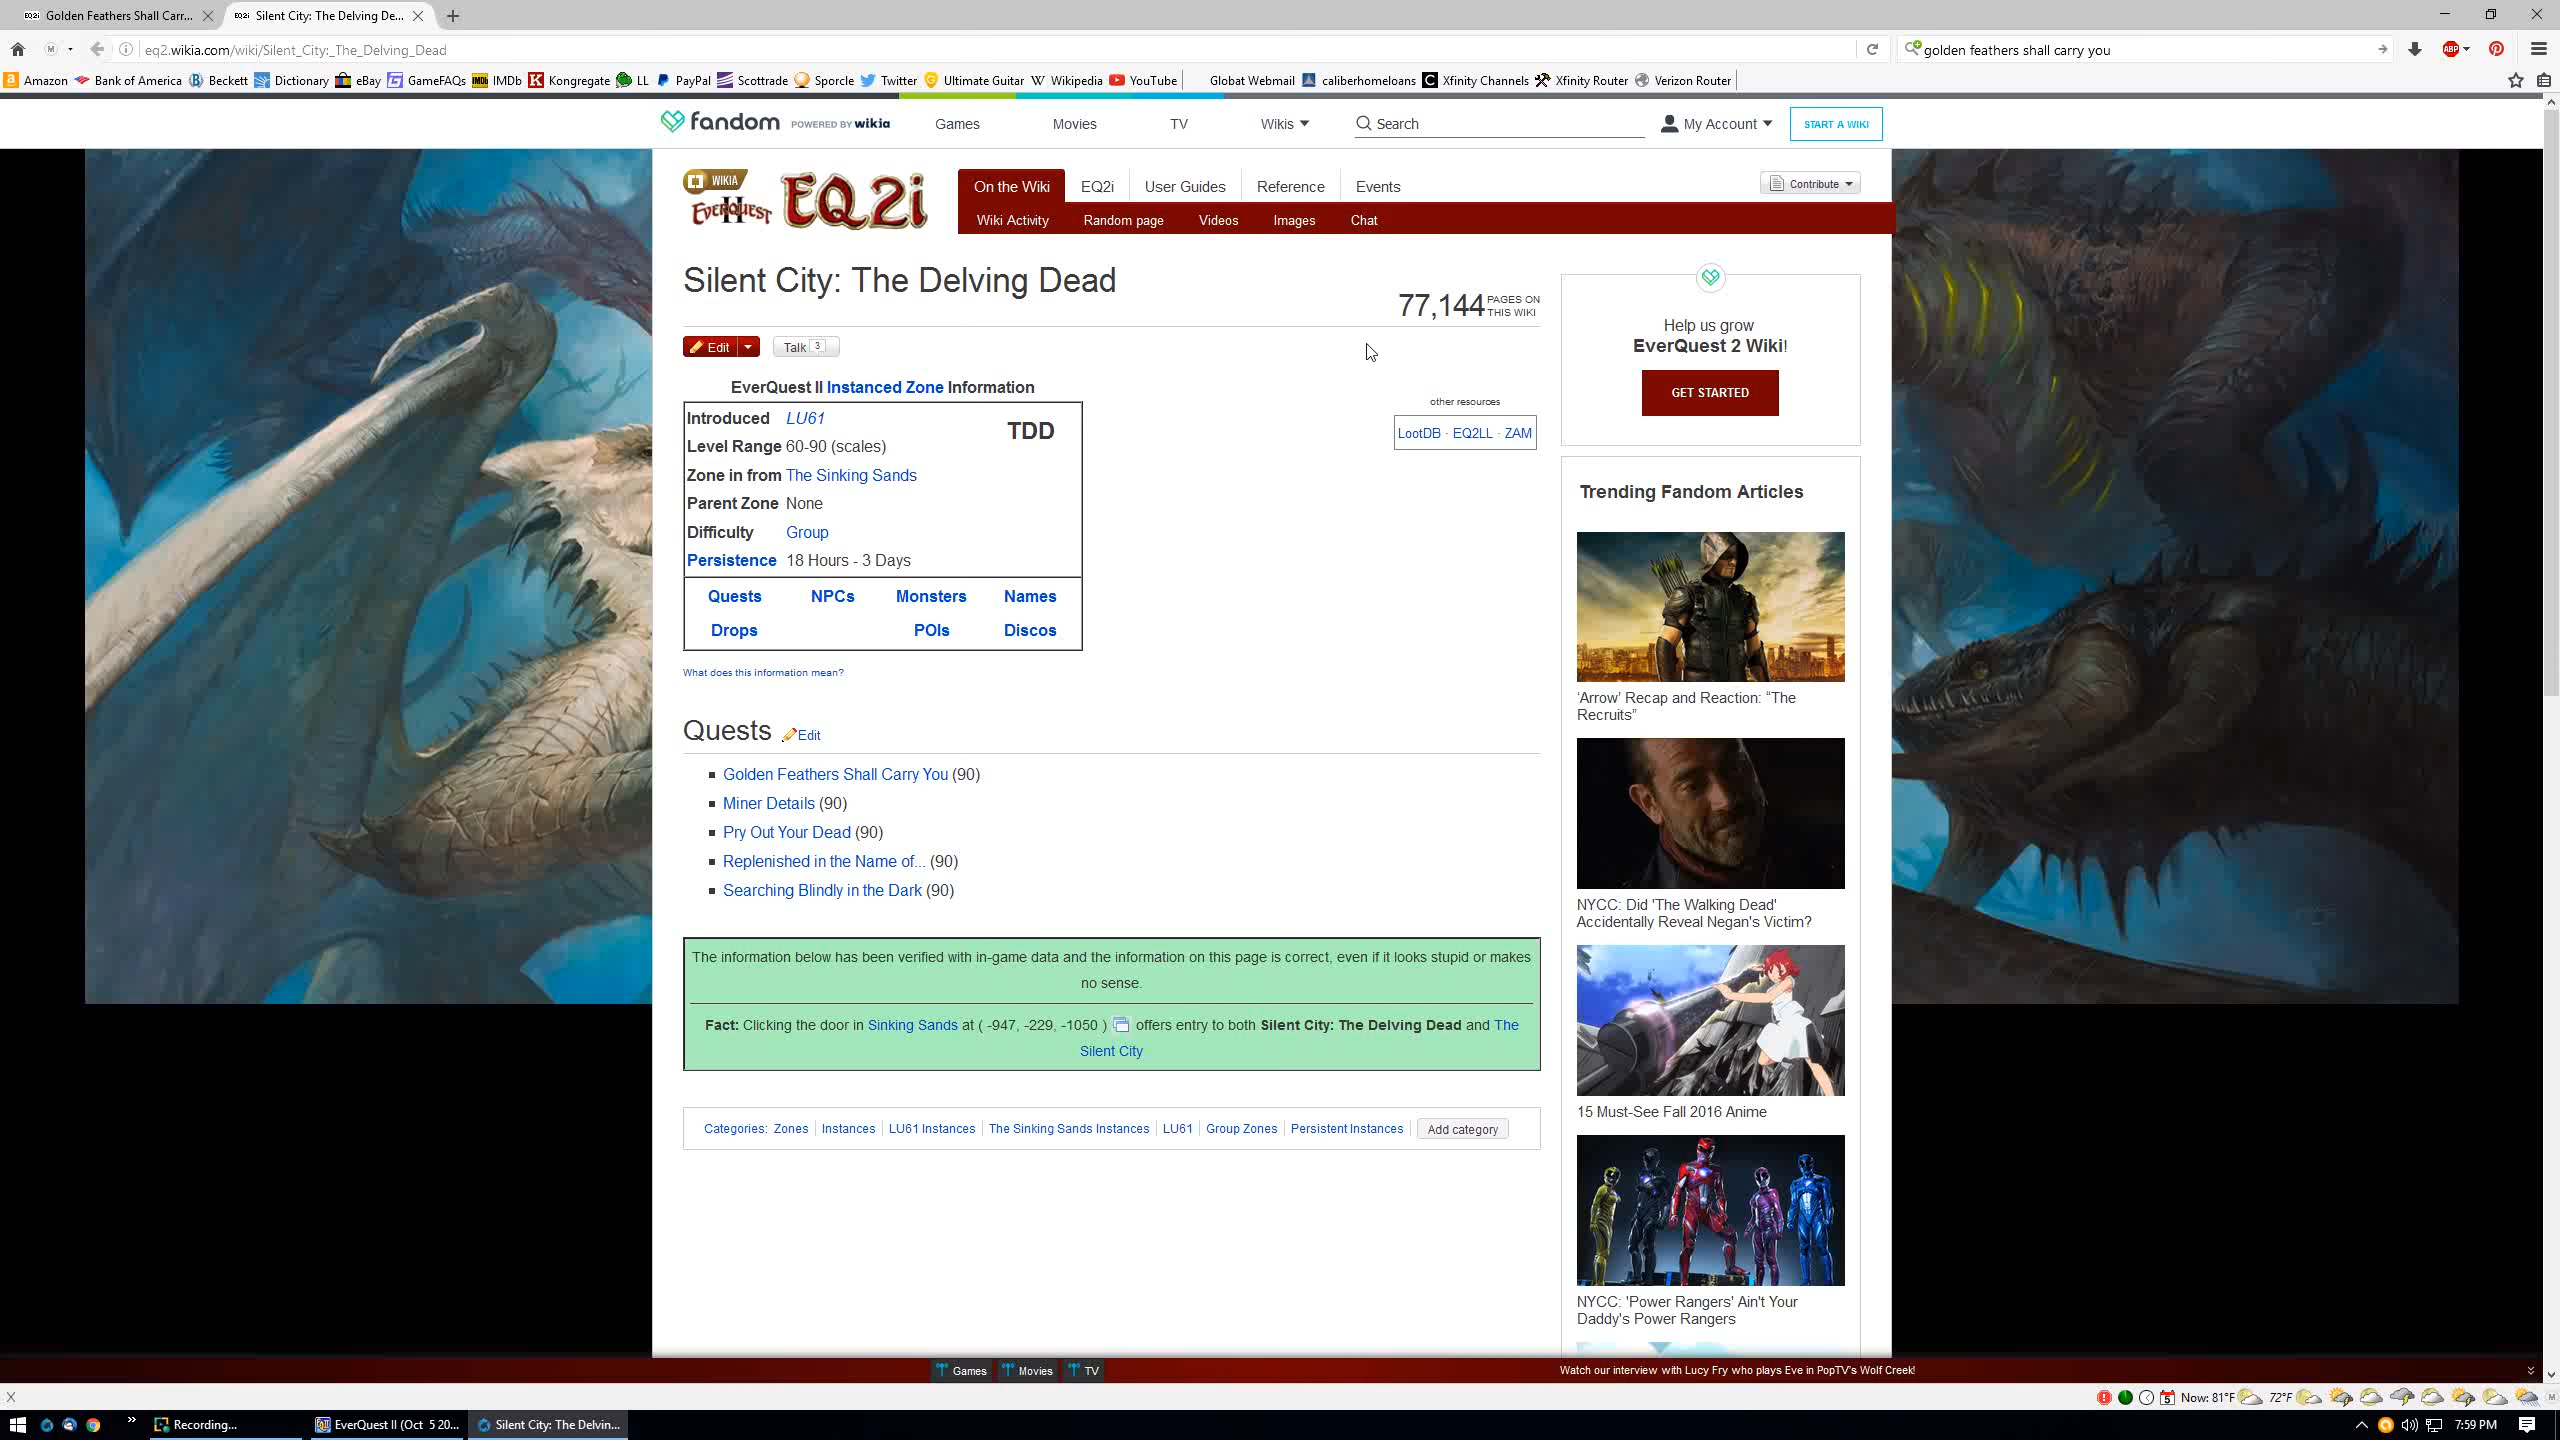 Golden Feathers Shall Carr...
Silent City: The Delving De...
eq2.wikia.com/wiki/Silent_City:_The_Delving_Dead
golden feathers shall carry you
Amazon Bank of America Beckett Dictionary eBay GameFAQs IMDb Kongregate LL PayPal Scottrade Sporcle Twitter Ultimate Guitar Wikipedia YouTube Globat Webmail caliberhomeloans Xfinity Channels Xfinity Router Verizon Router
fandom POWERED BY wikia Games Movies TV Wikis Search My Account START A WIKI
WIKIA
EVERQUEST II
EQ2i
On the Wiki EQ2i User Guides Reference Events Contribute
Wiki Activity Random page Videos Images Chat
Silent City: The Delving Dead
77,144 PAGES ON THIS WIKI
Edit Talk 3
EverQuest II Instanced Zone Information
Introduced LU61
TDD
Level Range 60-90 (scales)
Zone in from The Sinking Sands
Parent Zone None
Difficulty Group
Persistence 18 Hours - 3 Days
Quests NPCs Monsters Names
Drops POIs Discos
What does this information mean?
other resources
LootDB · EQ2LL · ZAM
Quests Edit
Golden Feathers Shall Carry You (90)
Miner Details (90)
Pry Out Your Dead (90)
Replenished in the Name of... (90)
Searching Blindly in the Dark (90)
The information below has been verified with in-game data and the information on this page is correct, even if it looks stupid or makes
no sense.
Fact: Clicking the door in Sinking Sands at ( -947, -229, -1050 ) offers entry to both Silent City: The Delving Dead and The
Silent City
Categories: Zones Instances LU61 Instances The Sinking Sands Instances LU61 Group Zones Persistent Instances Add category
Help us grow
EverQuest 2 Wiki!
GET STARTED
Trending Fandom Articles
‘Arrow’ Recap and Reaction: “The
Recruits”
NYCC: Did 'The Walking Dead'
Accidentally Reveal Negan's Victim?
15 Must-See Fall 2016 Anime
NYCC: 'Power Rangers' Ain't Your
Daddy's Power Rangers
Games Movies TV
Watch our interview with Lucy Fry who plays Eve in PopTV's Wolf Creek!
Now: 81°F 72°F
Recording...
EverQuest II (Oct 5 20...
Silent City: The Delvin...
7:59 PM